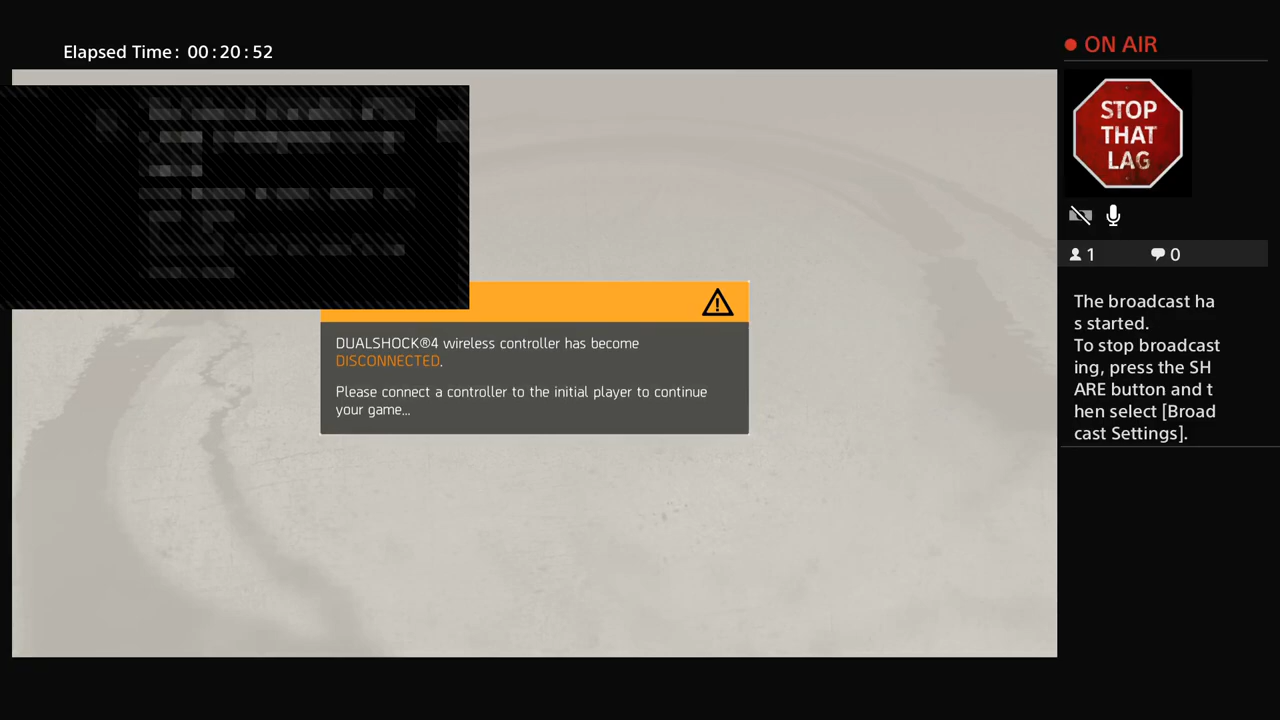 Elapsed Time: 00:20:52
ON AIR
STOP
THAT
LAG
1 0
DUALSHOCK®4 wireless controller has become
DISCONNECTED.
Please connect a controller to the initial player to continue
your game...
The broadcast ha
s started.
To stop broadcast
ing, press the SH
ARE button and t
hen select [Broad
cast Settings].